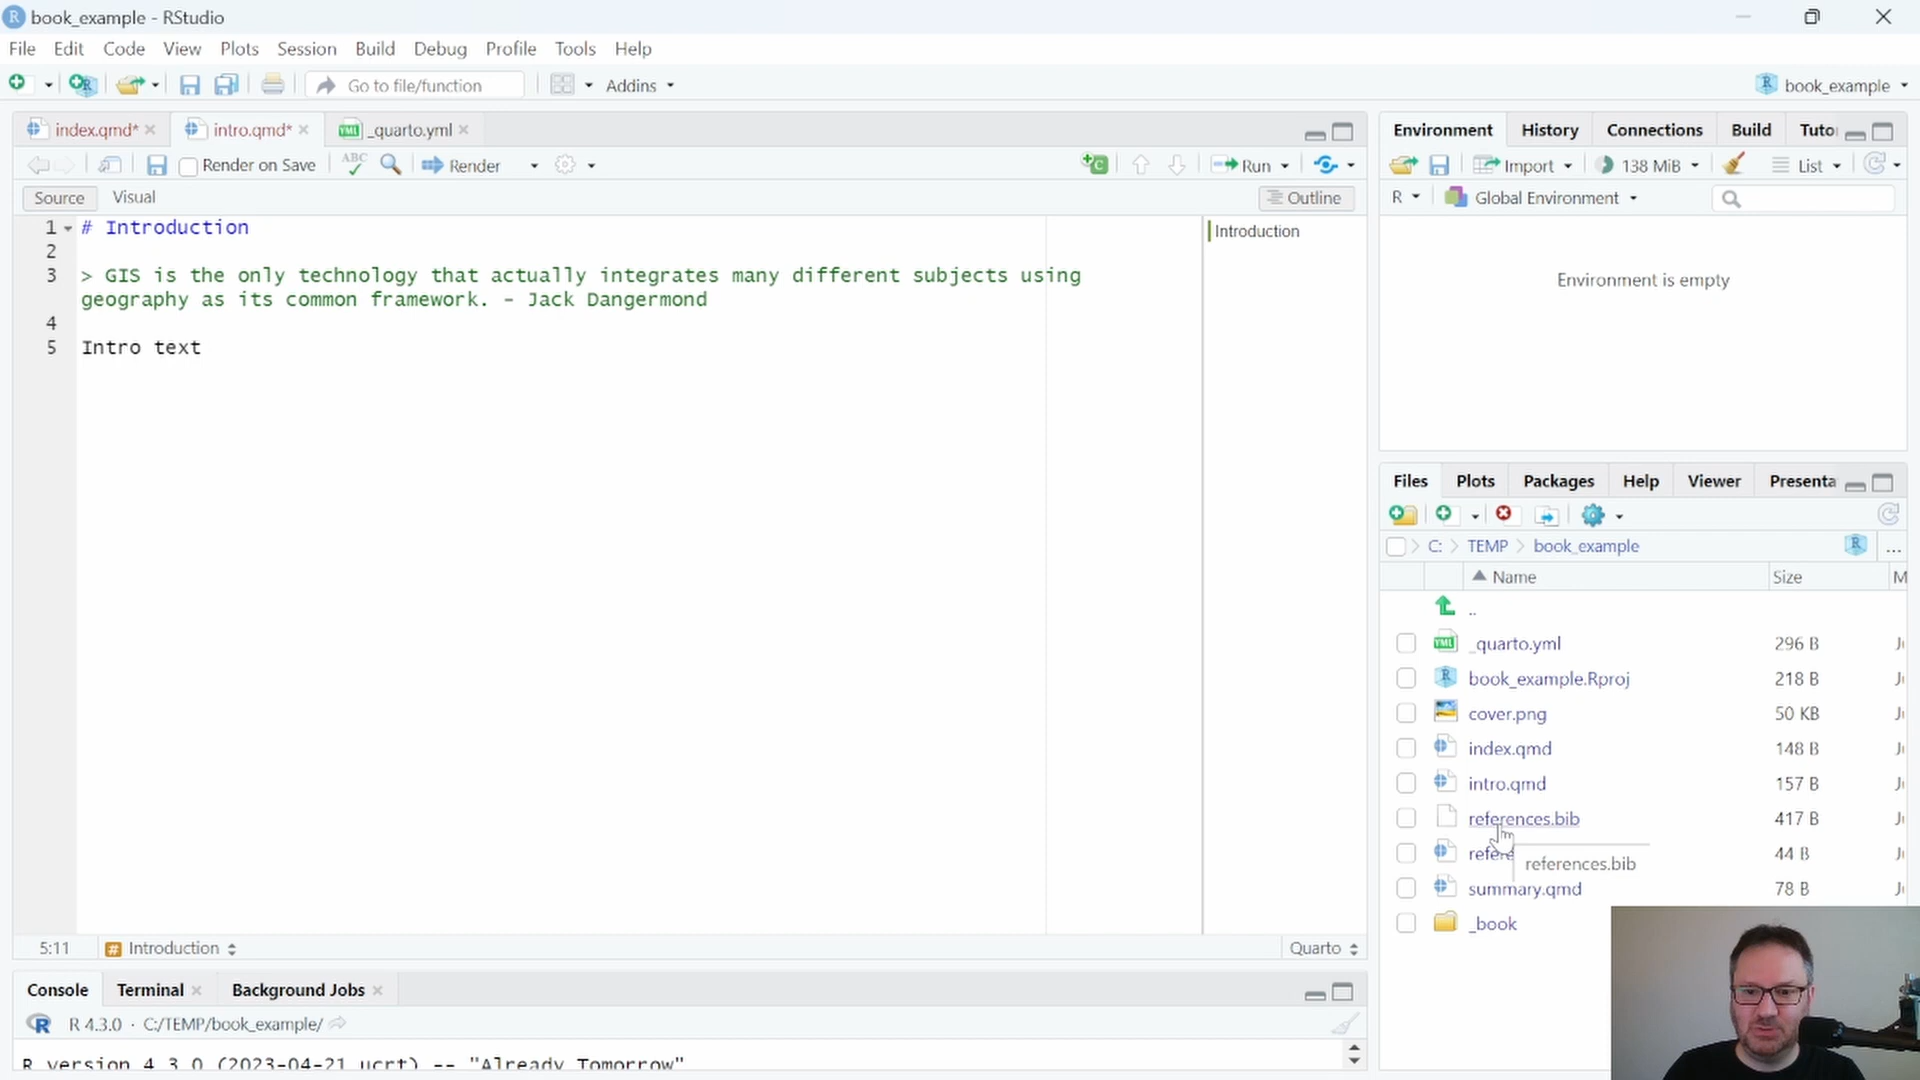 book_example - RStudio
File Edit Code View Plots Session Build Debug Profile Tools Help
Go to file/function Addins book_example
index.qmd* intro.qmd* _quarto.yml
Render on Save ABC Render Run
Source Visual Outline
1 # Introduction
2
3 > GIS is the only technology that actually integrates many different subjects using
geography as its common framework. - Jack Dangermond
4
5 Intro text
Introduction
5:11 Introduction Quarto
Console Terminal Background Jobs
R 4.3.0 · C:/TEMP/book_example/
R version 4.3.0 (2023-04-21 ucrt) -- "Already Tomorrow"
Environment History Connections Build
Import 138 MiB List
R Global Environment
Environment is empty
Files Plots Packages Help Viewer
C: TEMP book_example ...
Name Size
..
_quarto.yml 296 B
book_example.Rproj 218 B
cover.png 50 KB
index.qmd 148 B
intro.qmd 157 B
references.bib 417 B
44 B
references.bib
summary.qmd 78 B
_book